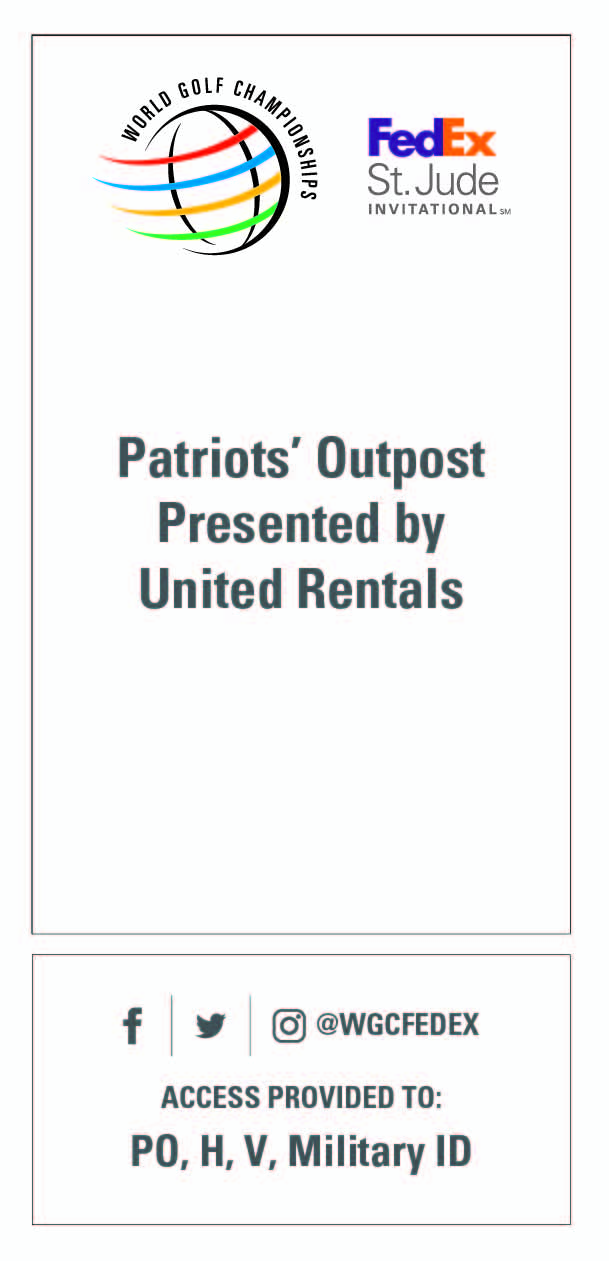 WORLD GOLF CHAMPIONSHIPS
FedEx
St. Jude
INVITATIONAL SM
Patriots’ Outpost
Presented by
United Rentals
@WGCFEDEX
ACCESS PROVIDED TO:
PO, H, V, Military ID